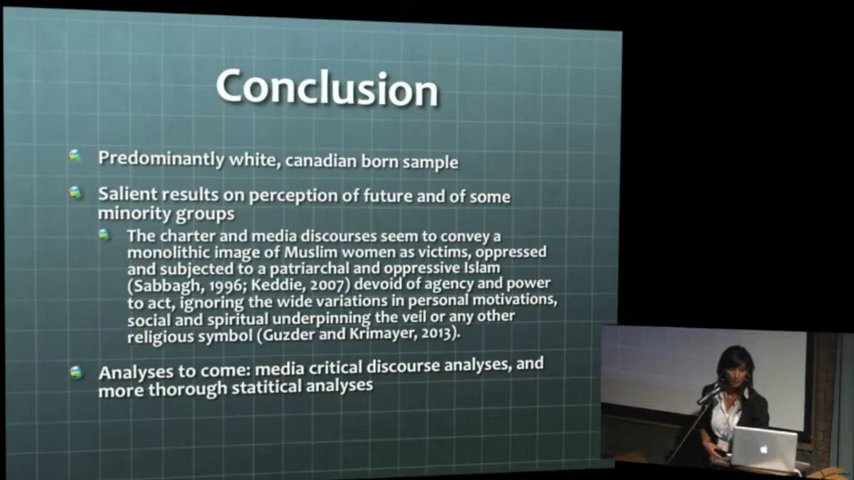 Conclusion
Predominantly white, canadian born sample
Salient results on perception of future and of some
minority groups
The charter and media discourses seem to convey a
monolithic image of Muslim women as victims, oppressed
and subjected to a patriarchal and oppressive Islam
(Sabbagh, 1996; Keddie, 2007) devoid of agency and power
to act, ignoring the wide variations in personal motivations,
social and spiritual underpinning the veil or any other
religious symbol (Guzder and Krimayer, 2013).
Analyses to come: media critical discourse analyses, and
more thorough statitical analyses